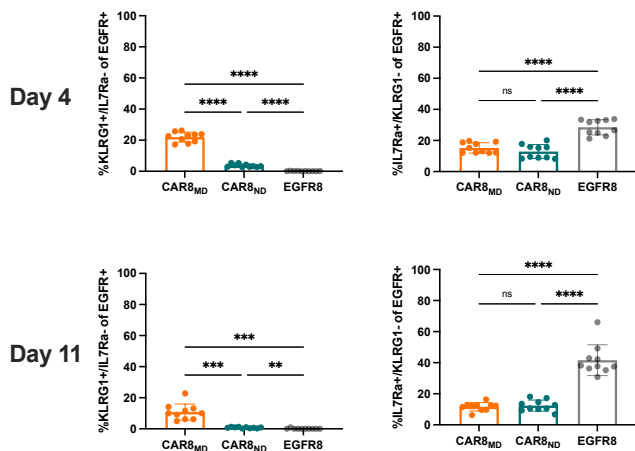 Day 4
%KLRG1+/IL7Ra- of EGFR+
100
80
60
40
20
0
****
**** ****
CAR8MD CAR8ND EGFR8
%IL7Ra+/KLRG1- of EGFR+
100
80
60
40
20
0
****
ns ****
CAR8MD CAR8ND EGFR8
Day 11
%KLRG1+/IL7Ra- of EGFR+
100
80
60
40
20
0
***
*** **
CAR8MD CAR8ND EGFR8
%IL7Ra+/KLRG1- of EGFR+
100
80
60
40
20
0
****
ns ****
CAR8MD CAR8ND EGFR8